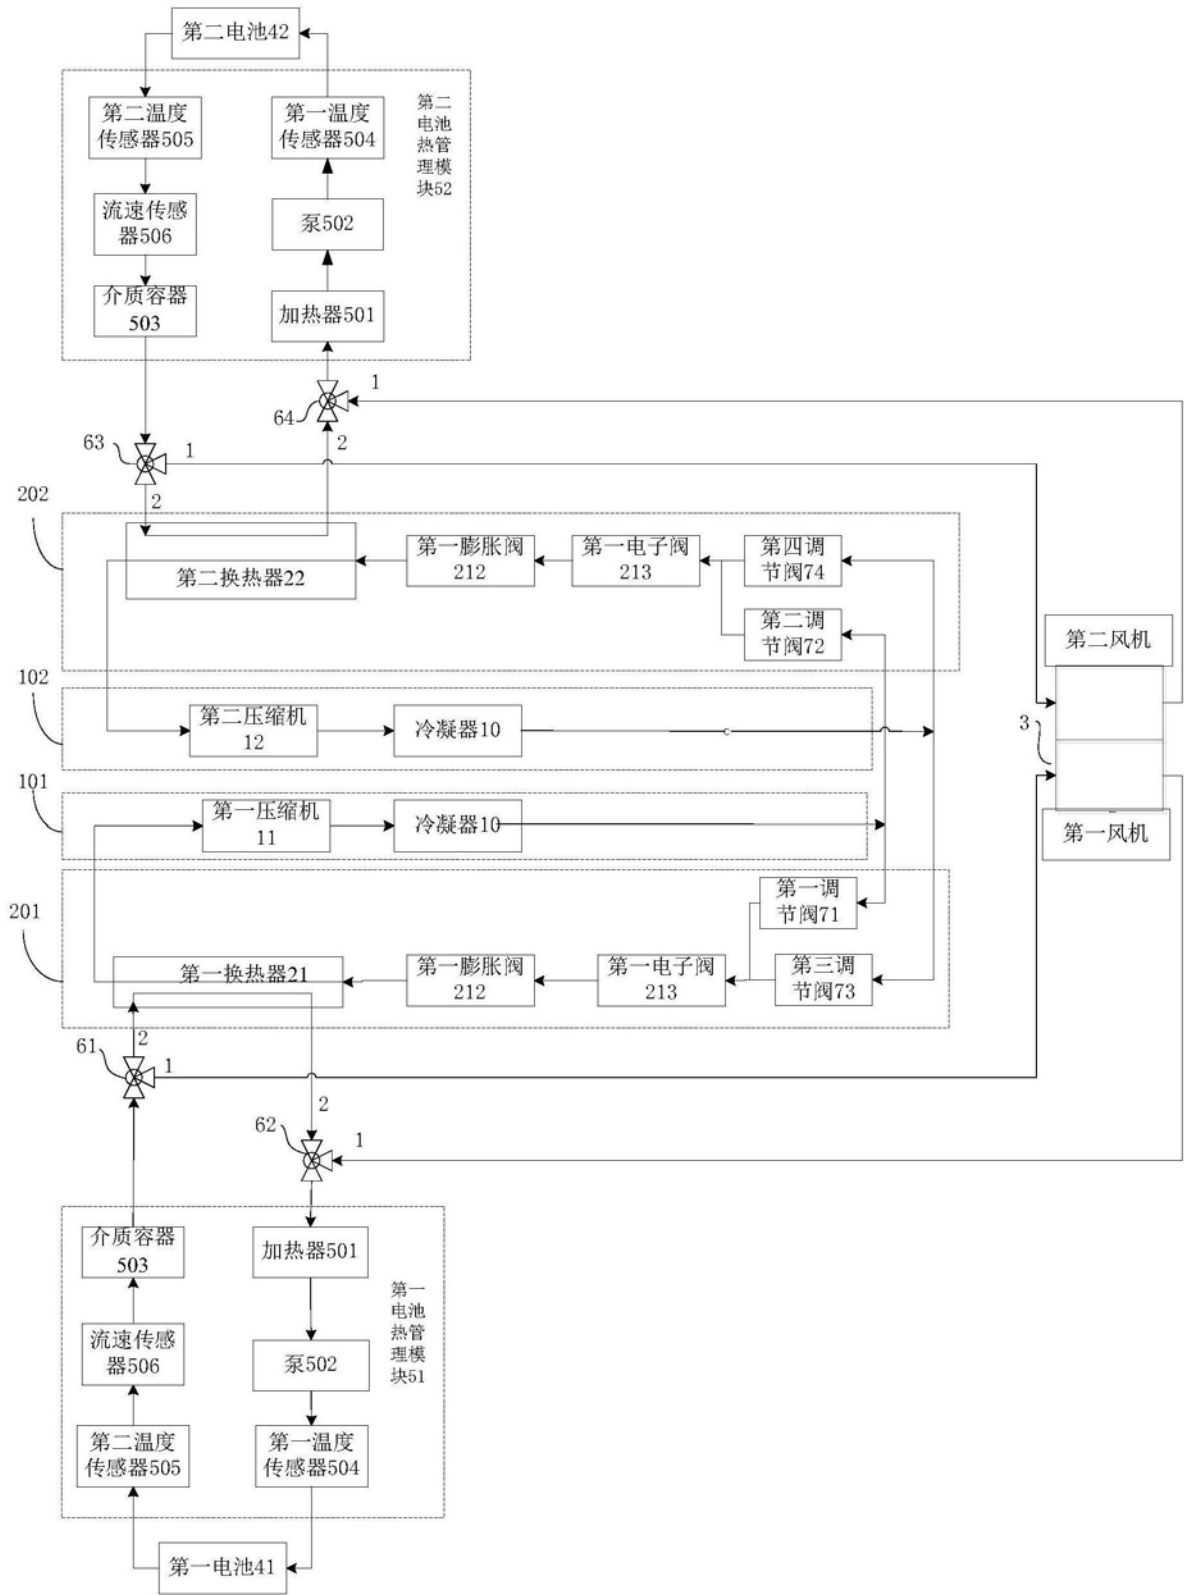 第二电池42
第二温度
传感器505
第一温度
传感器504
第二
电池
热管
理模
块52
流速传感
器506
泵502
介质容器
503
加热器501
1
64
2
63
1
2
202
第二换热器22
第一膨胀阀
212
第一电子阀
213
第四调
节阀74
第二调
节阀72
第二风机
102
第二压缩机
12
冷凝器10
c
3
101
第一压缩机
11
冷凝器10
第一风机
201
第一调
节阀71
第一换热器21
第一膨胀阀
212
第一电子阀
213
第三调
节阀73
61
2
1
2
62
1
介质容器
503
加热器501
第一
电池
热管
理模
块51
流速传感
器506
泵502
第二温度
传感器505
第一温度
传感器504
第一电池41